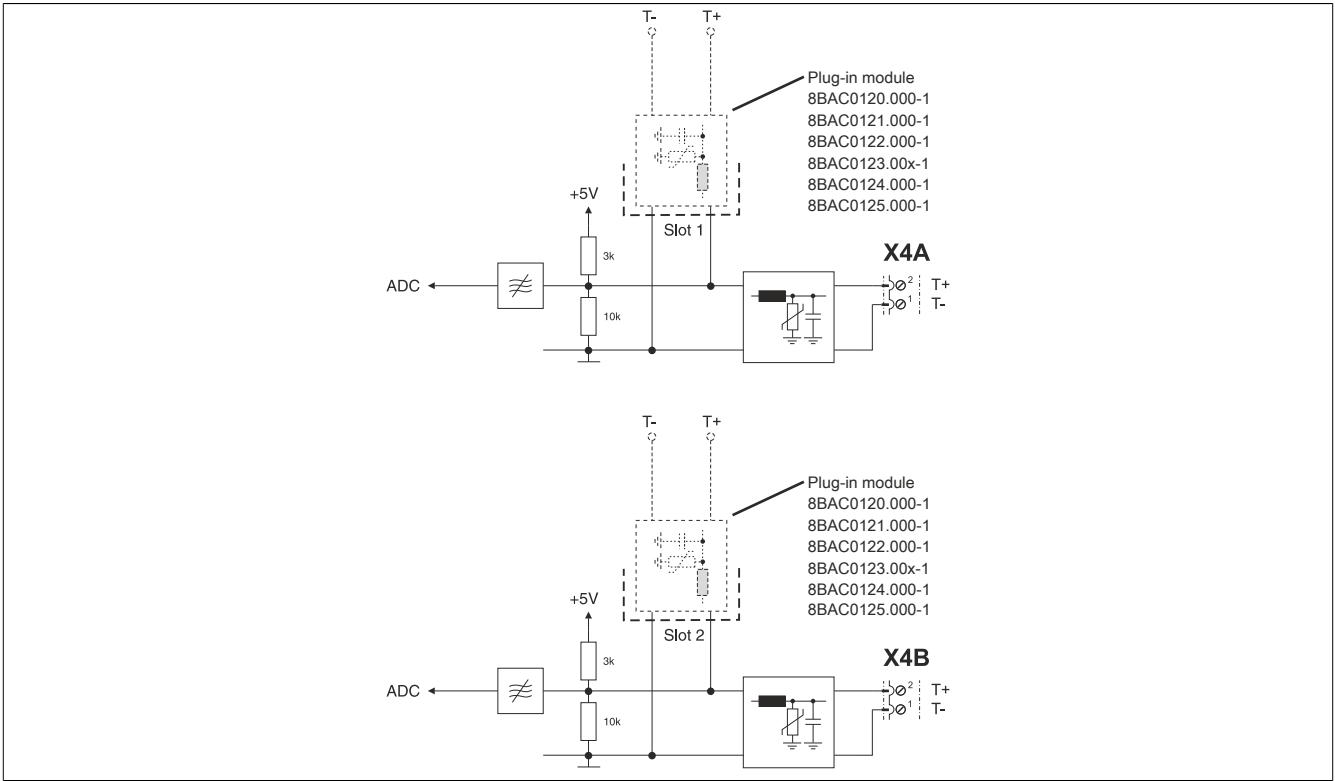 T- T+
Plug-in module
8BAC0120.000-1
8BAC0121.000-1
8BAC0122.000-1
8BAC0123.00x-1
8BAC0124.000-1
8BAC0125.000-1
+5V
Slot 1
3k
X4A
ADC
2 T+
1 T-
10k
T- T+
Plug-in module
8BAC0120.000-1
8BAC0121.000-1
8BAC0122.000-1
8BAC0123.00x-1
8BAC0124.000-1
8BAC0125.000-1
+5V
Slot 2
3k
X4B
ADC
2 T+
1 T-
10k